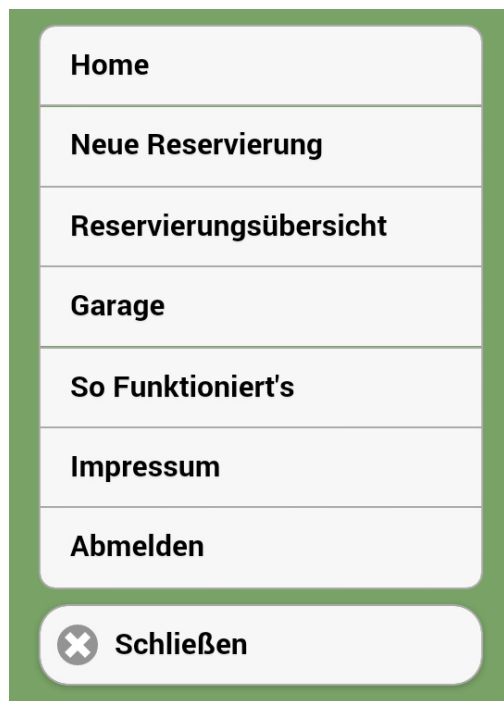 Home
Neue Reservierung
Reservierungsübersicht
Garage
So Funktioniert's
Impressum
Abmelden
Schließen